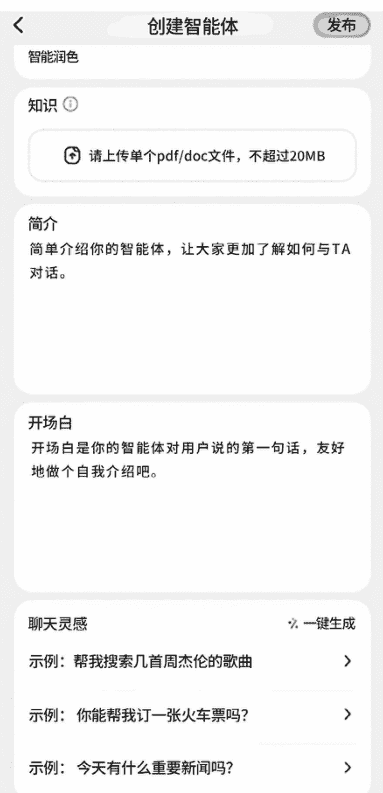 创建智能体
发布
智能润色
知识
请上传单个pdf/doc文件，不超过20MB
简介
简单介绍你的智能体，让大家更加了解如何与TA
对话。
开场白
开场白是你的智能体对用户说的第一句话，友好
地做个自我介绍吧。
聊天灵感
一键生成
示例：帮我搜索几首周杰伦的歌曲
示例：你能帮我订一张火车票吗？
示例：今天有什么重要新闻吗？